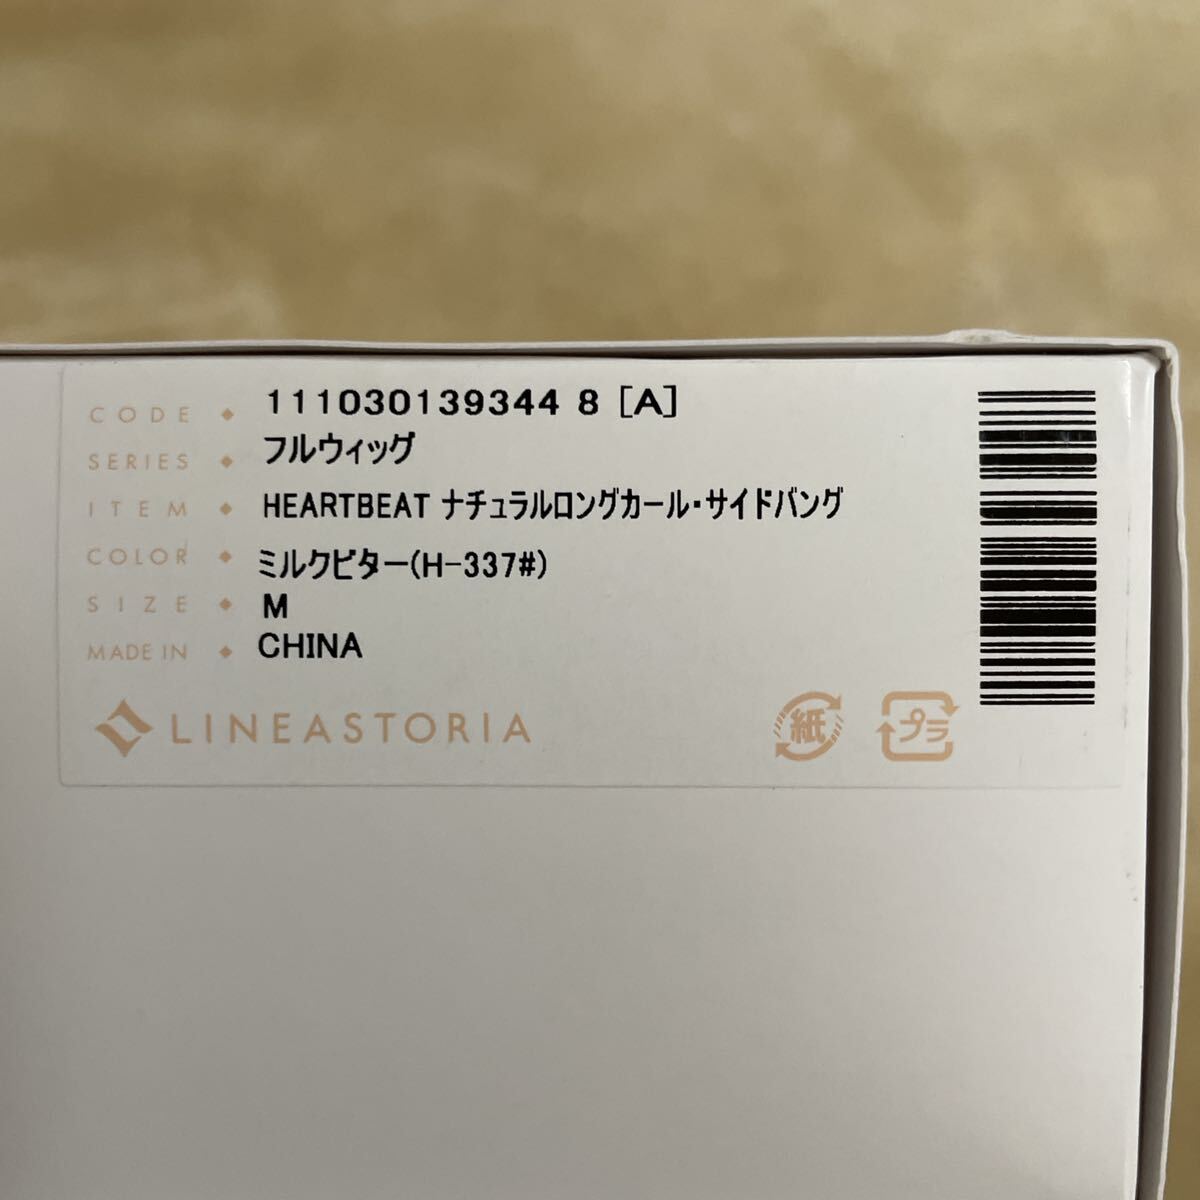 CODE ◆ 111030139344 8 [A]
SERIES ◆ フルウィッグ
ITEM ◆ HEARTBEAT ナチュラルロングカール・サイドバング
COLOR ◆ ミルクビター(H-337#)
SIZE ◆ M
MADE IN ◆ CHINA
LINEASTORIA
紙
プラ